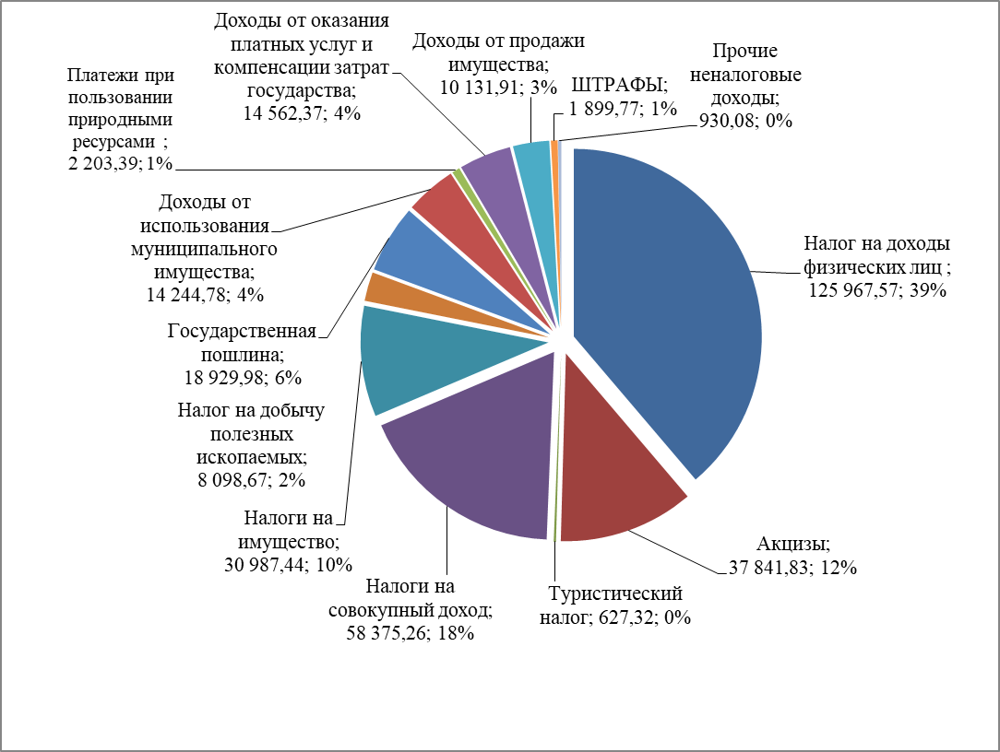 Доходы от оказания
платных услуг и
компенсации затрат
государства;
14 562,37; 4%
Доходы от продажи
имущества;
10 131,91; 3%
ШТРАФЫ;
1 899,77; 1%
Прочие
неналоговые
доходы;
930,08; 0%
Платежи при
пользовании
природными
ресурсами ;
2 203,39; 1%
Доходы от
использования
муниципального
имущества;
14 244,78; 4%
Налог на доходы
физических лиц ;
125 967,57; 39%
Государственная
пошлина;
18 929,98; 6%
Налог на добычу
полезных
ископаемых;
8 098,67; 2%
Налоги на
имущество;
30 987,44; 10%
Налоги на
совокупный доход;
58 375,26; 18%
Туристический
налог; 627,32; 0%
Акцизы;
37 841,83; 12%